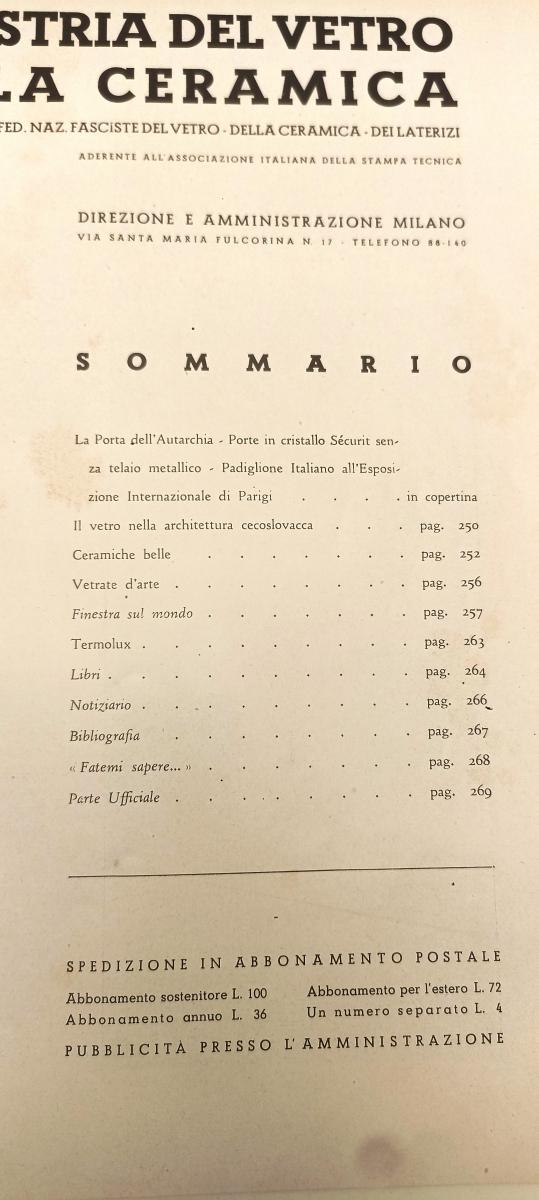 STRIA DEL VETRO
LA CERAMICA
FED. NAZ. FASCISTE DEL VETRO - DELLA CERAMICA - DEI LATERIZI
ADERENTE ALL'ASSOCIAZIONE ITALIANA DELLA STAMPA TECNICA
DIREZIONE E AMMINISTRAZIONE MILANO
VIA SANTA MARIA FULCORINA N. 17 - TELEFONO 88-140
SOMMARIO
La Porta dell'Autarchia - Porte in cristallo Sécurit sen-
za telaio metallico - Padiglione Italiano all'Esposi-
zione Internazionale di Parigi . . . . in copertina
Il vetro nella architettura cecoslovacca . . . pag. 250
Ceramiche belle . . . . . . . pag. 252
Vetrate d'arte . . . . . . . . pag. 256
Finestra sul mondo . . . . . . . pag. 257
Termolux . . . . . . . . . pag. 263
Libri . . . . . . . . . . pag. 264
Notiziario . . . . . . . . . pag. 266
Bibliografia . . . . . . . . pag. 267
« Fatemi sapere... » . . . . . . . pag. 268
Parte Ufficiale . . . . . . . . pag. 269
SPEDIZIONE IN ABBONAMENTO POSTALE
Abbonamento sostenitore L. 100 Abbonamento per l'estero L. 72
Abbonamento annuo L. 36 Un numero separato L. 4
PUBBLICITÀ PRESSO L'AMMINISTRAZIONE